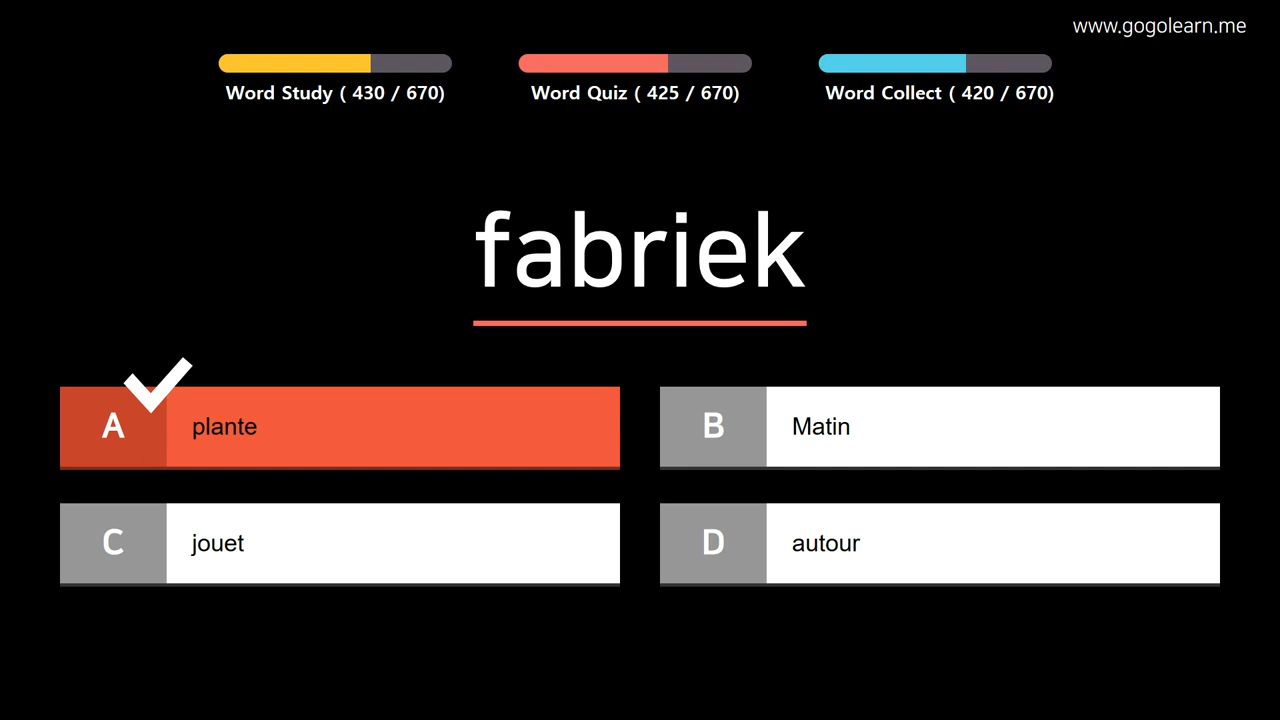 www.gogolearn.me
Word Study ( 430 / 670)
Word Quiz ( 425 / 670)
Word Collect ( 420 / 670)
fabriek
A plante
B Matin
C jouet
D autour